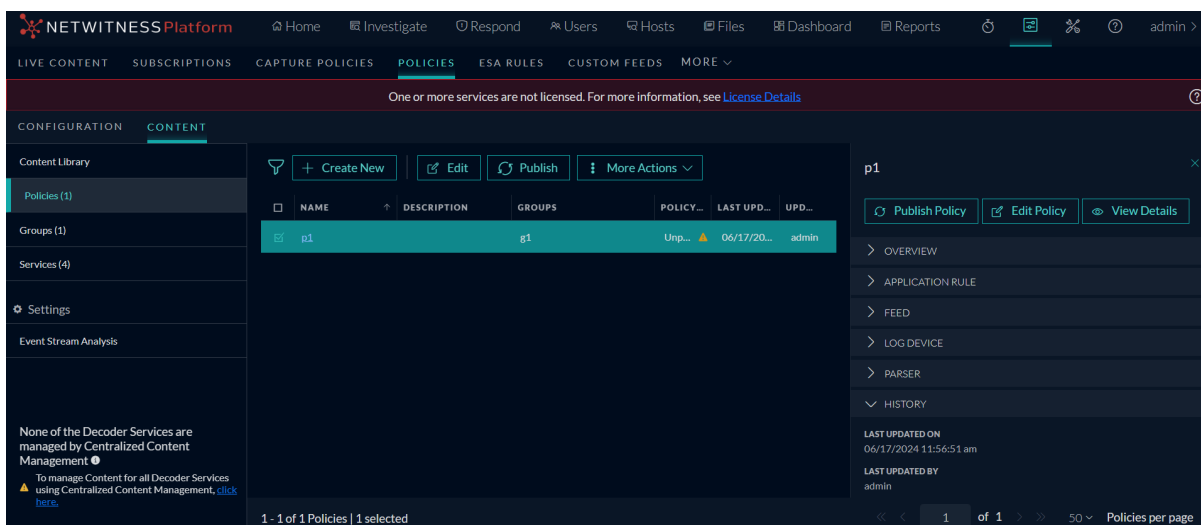 NETWITNESS Platform
Home
Investigate
Respond
Users
Hosts
Files
Dashboard
Reports
admin >
LIVE CONTENT
SUBSCRIPTIONS
CAPTURE POLICIES
POLICIES
ESA RULES
CUSTOM FEEDS
MORE
One or more services are not licensed. For more information, see License Details
CONFIGURATION
CONTENT
Content Library
Policies (1)
Groups (1)
Services (4)
Settings
Event Stream Analysis
None of the Decoder Services are
managed by Centralized Content
Management
To manage Content for all Decoder Services
using Centralized Content Management, click
here.
+ Create New
Edit
Publish
More Actions
NAME
DESCRIPTION
GROUPS
POLICY...
LAST UPD...
UPD...
p1
g1
Unp...
06/17/20...
admin
1 - 1 of 1 Policies | 1 selected
p1
Publish Policy
Edit Policy
View Details
OVERVIEW
APPLICATION RULE
FEED
LOG DEVICE
PARSER
HISTORY
LAST UPDATED ON
06/17/2024 11:56:51 am
LAST UPDATED BY
admin
<< < 1 of 1 > >> 50 Policies per page